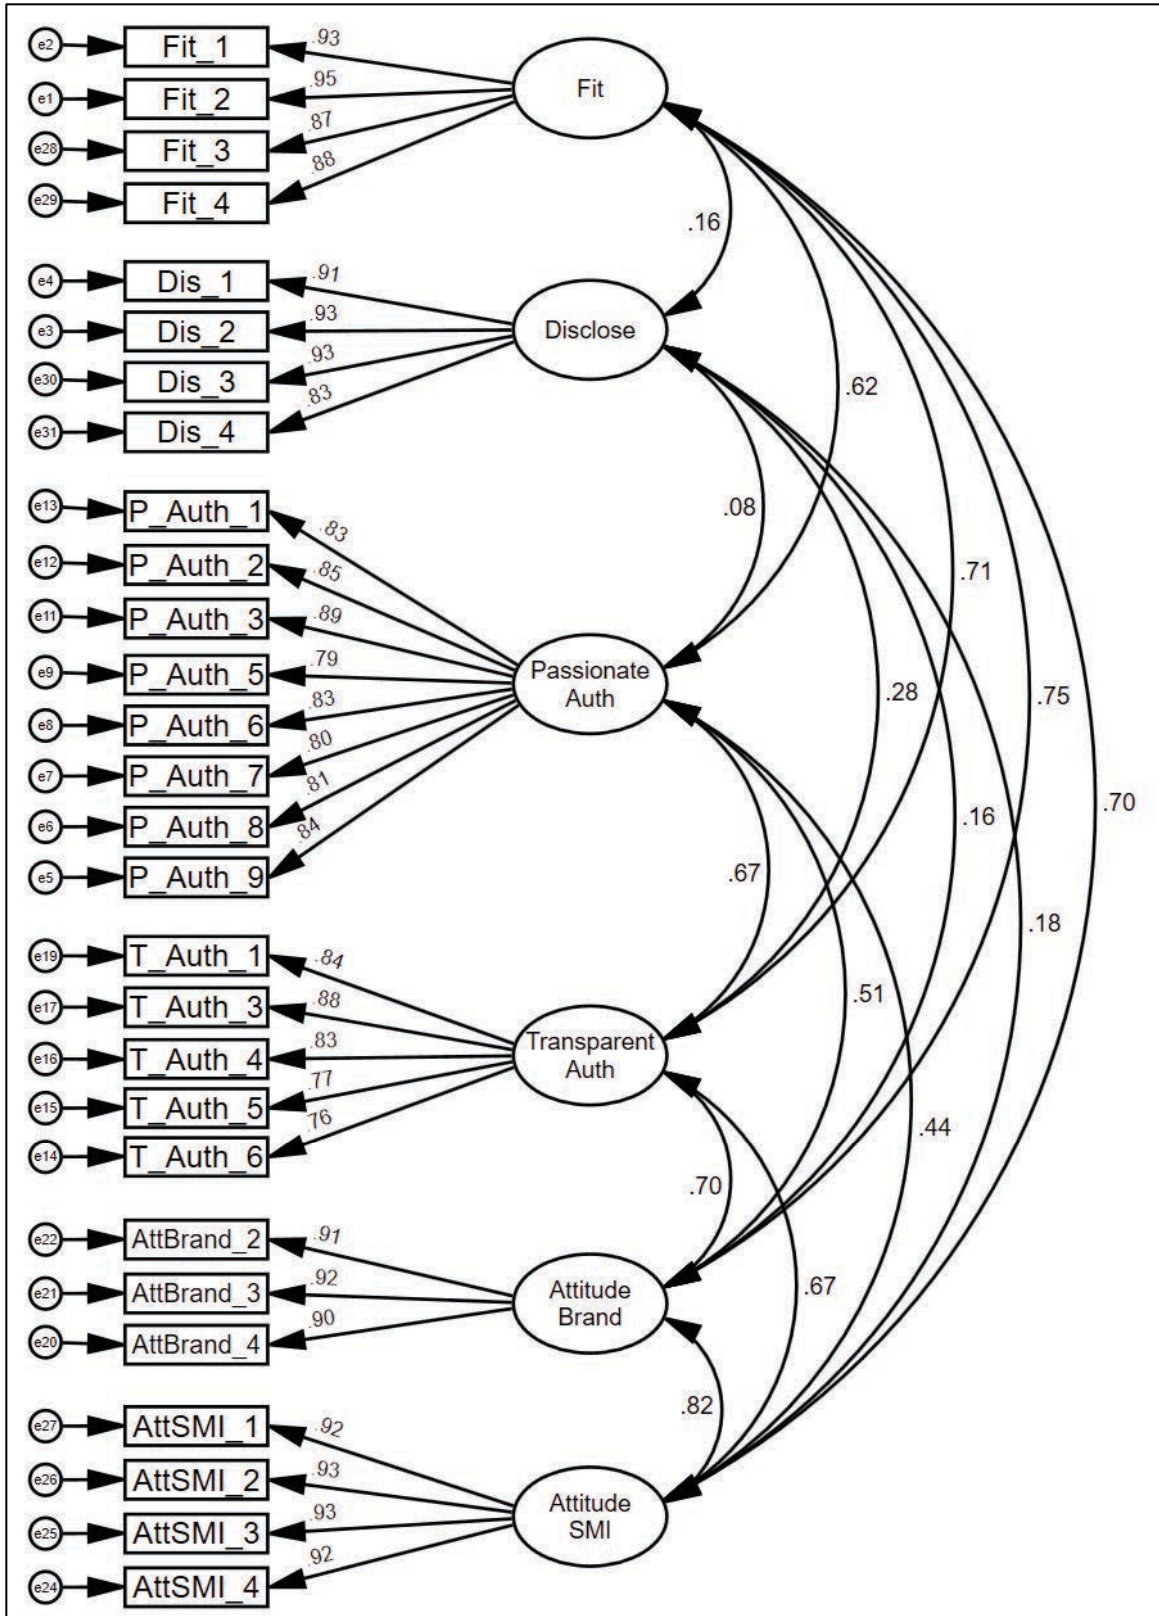 e2 Fit_1 .93
e1 Fit_2 .95
e28 Fit_3 .87
e29 Fit_4 .88
Fit
.16
e4 Dis_1 .91
e3 Dis_2 .93
e30 Dis_3 .93
e31 Dis_4 .83
Disclose
.62
e13 P_Auth_1 .83
e12 P_Auth_2 .85
e11 P_Auth_3 .89
e9 P_Auth_5 .79
e8 P_Auth_6 .83
e7 P_Auth_7 .80
e6 P_Auth_8 .81
e5 P_Auth_9 .84
Passionate
Auth
.08
.71
.28
.75
.70
.16
.67
.18
e19 T_Auth_1 .84
e17 T_Auth_3 .88
e16 T_Auth_4 .83
e15 T_Auth_5 .77
e14 T_Auth_6 .76
Transparent
Auth
.51
.44
.70
e22 AttBrand_2 .91
e21 AttBrand_3 .92
e20 AttBrand_4 .90
Attitude
Brand
.67
.82
e27 AttSMI_1 .92
e26 AttSMI_2 .93
e25 AttSMI_3 .93
e24 AttSMI_4 .92
Attitude
SMI